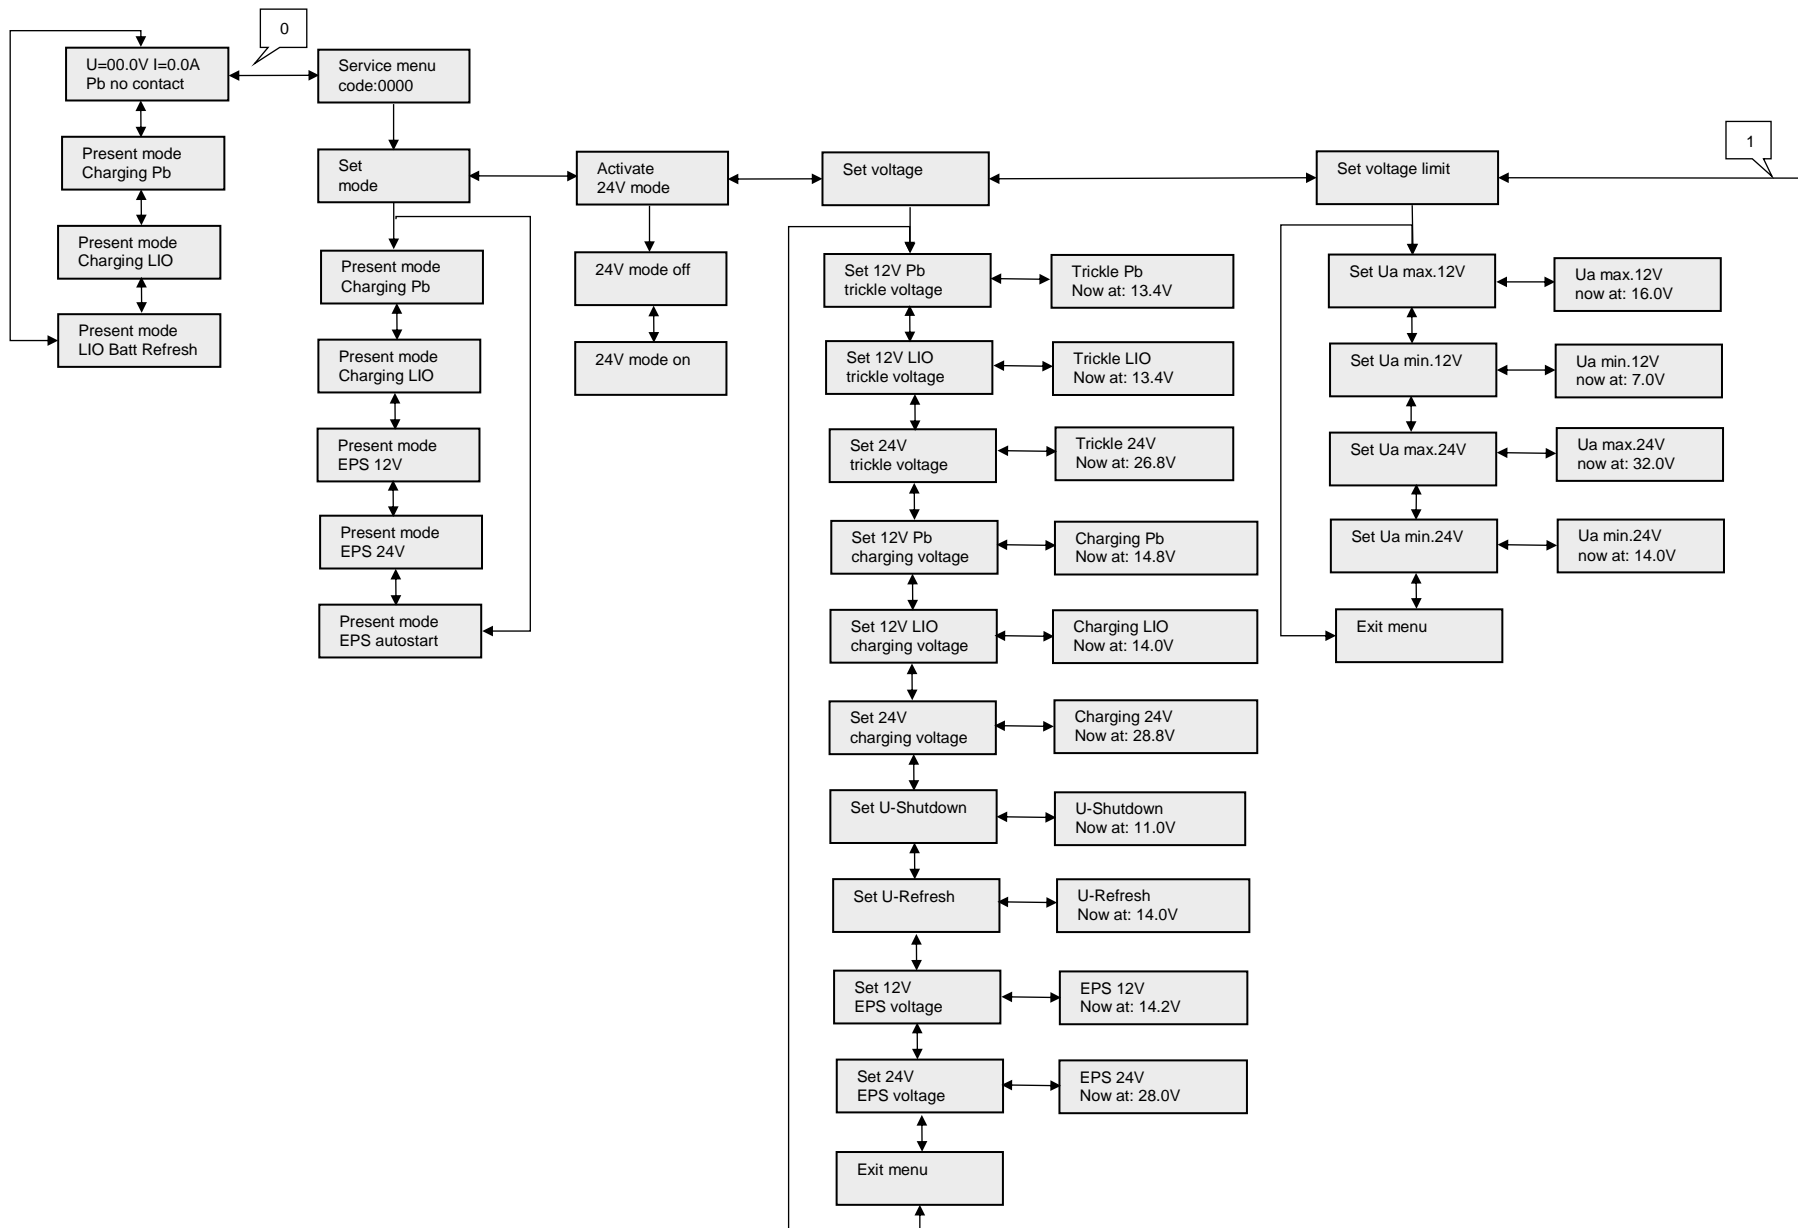 0
U=00.0V I=0.0A
Pb no contact
Present mode
Charging Pb
Present mode
Charging LIO
Present mode
LIO Batt Refresh
Service menu
code:0000
Set
mode
Present mode
Charging Pb
Present mode
Charging LIO
Present mode
EPS 12V
Present mode
EPS 24V
Present mode
EPS autostart
Activate
24V mode
24V mode off
24V mode on
Set voltage
Set 12V Pb
trickle voltage
Trickle Pb
Now at: 13.4V
Set 12V LIO
trickle voltage
Trickle LIO
Now at: 13.4V
Set 24V
trickle voltage
Trickle 24V
Now at: 26.8V
Set 12V Pb
charging voltage
Charging Pb
Now at: 14.8V
Set 12V LIO
charging voltage
Charging LIO
Now at: 14.0V
Set 24V
charging voltage
Charging 24V
Now at: 28.8V
Set U-Shutdown
U-Shutdown
Now at: 11.0V
Set U-Refresh
U-Refresh
Now at: 14.0V
Set 12V
EPS voltage
EPS 12V
Now at: 14.2V
Set 24V
EPS voltage
EPS 24V
Now at: 28.0V
Exit menu
Set voltage limit
Set Ua max.12V
Ua max.12V
now at: 16.0V
Set Ua min.12V
Ua min.12V
now at: 7.0V
Set Ua max.24V
Ua max.24V
now at: 32.0V
Set Ua min.24V
Ua min.24V
now at: 14.0V
Exit menu
1